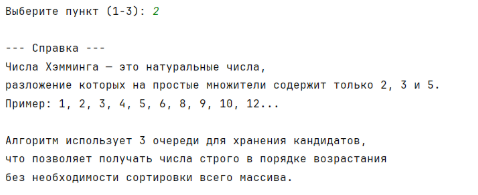 Выберите пункт (1-3): 2
--- Справка ---
Числа Хэмминга — это натуральные числа,
разложение которых на простые множители содержит только 2, 3 и 5.
Пример: 1, 2, 3, 4, 5, 6, 8, 9, 10, 12...
Алгоритм использует 3 очереди для хранения кандидатов,
что позволяет получать числа строго в порядке возрастания
без необходимости сортировки всего массива.